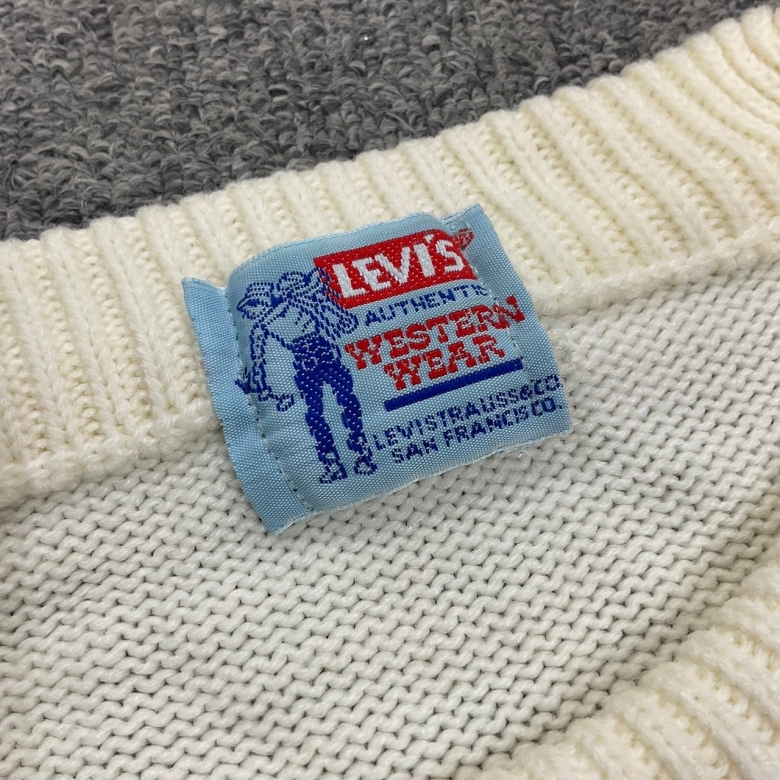 LEVI'S
AUTHENTIC
WESTERN
WEAR
LEVI STRAUSS & CO.
SAN FRANCISCO.